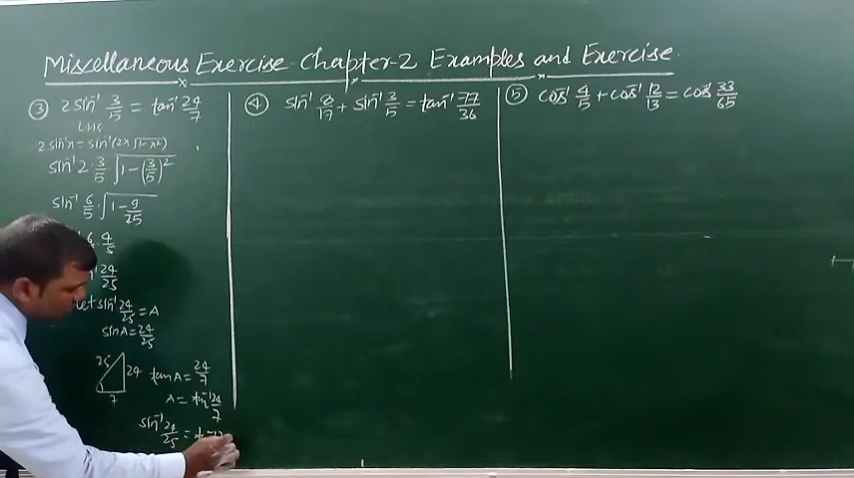 Miscellaneous Exercise Chapter-2 Examples and Exercise.
③ 2 sin⁻¹ 3/5 = tan⁻¹ 24/7
LHS
2 sin⁻¹x = sin⁻¹(2x √1-x²)
sin⁻¹ 2·3/5 √1-(3/5)²
sin⁻¹ 6/5 · √1-9/25
6/5 · 4/5
24/25
let sin⁻¹ 24/25 = A
sinA = 24/25
25 24 7
tanA = 24/7
A = tan⁻¹ 24/7
sin⁻¹ 24/25 =
④ sin⁻¹ 8/17 + sin⁻¹ 3/5 = tan⁻¹ 77/36
⑤ cos⁻¹ 4/5 + cos⁻¹ 12/13 = cos⁻¹ 33/65